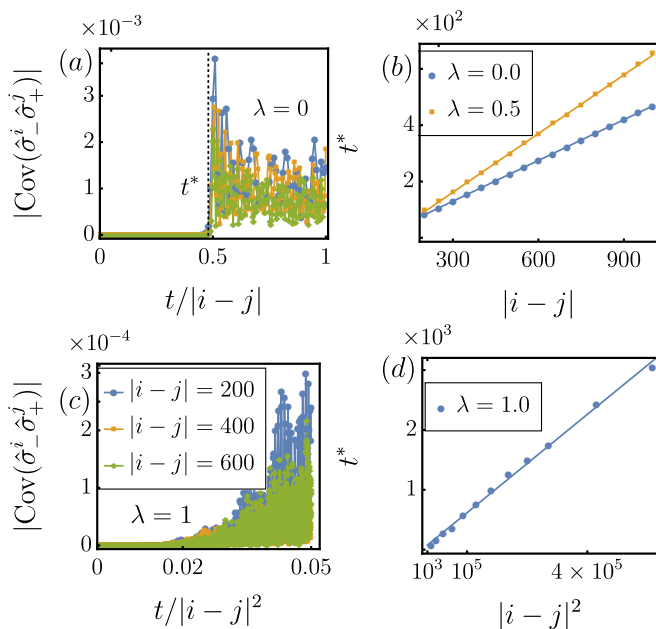 ×10⁻³
(a)
3
2
1
0
λ = 0
t*
0
0.5
1
t/|i − j|
|Cov(σ̂ⁱ₋σ̂ʲ₊)|
×10²
(b)
6
4
2
λ = 0.0
λ = 0.5
t*
300
600
900
|i − j|
×10⁻⁴
(c)
3
2
1
0
|i − j| = 200
|i − j| = 400
|i − j| = 600
λ = 1
0
0.02
0.05
t/|i − j|²
|Cov(σ̂ⁱ₋σ̂ʲ₊)|
×10³
(d)
2
1
λ = 1.0
t*
10³
10⁵
4 × 10⁵
|i − j|²